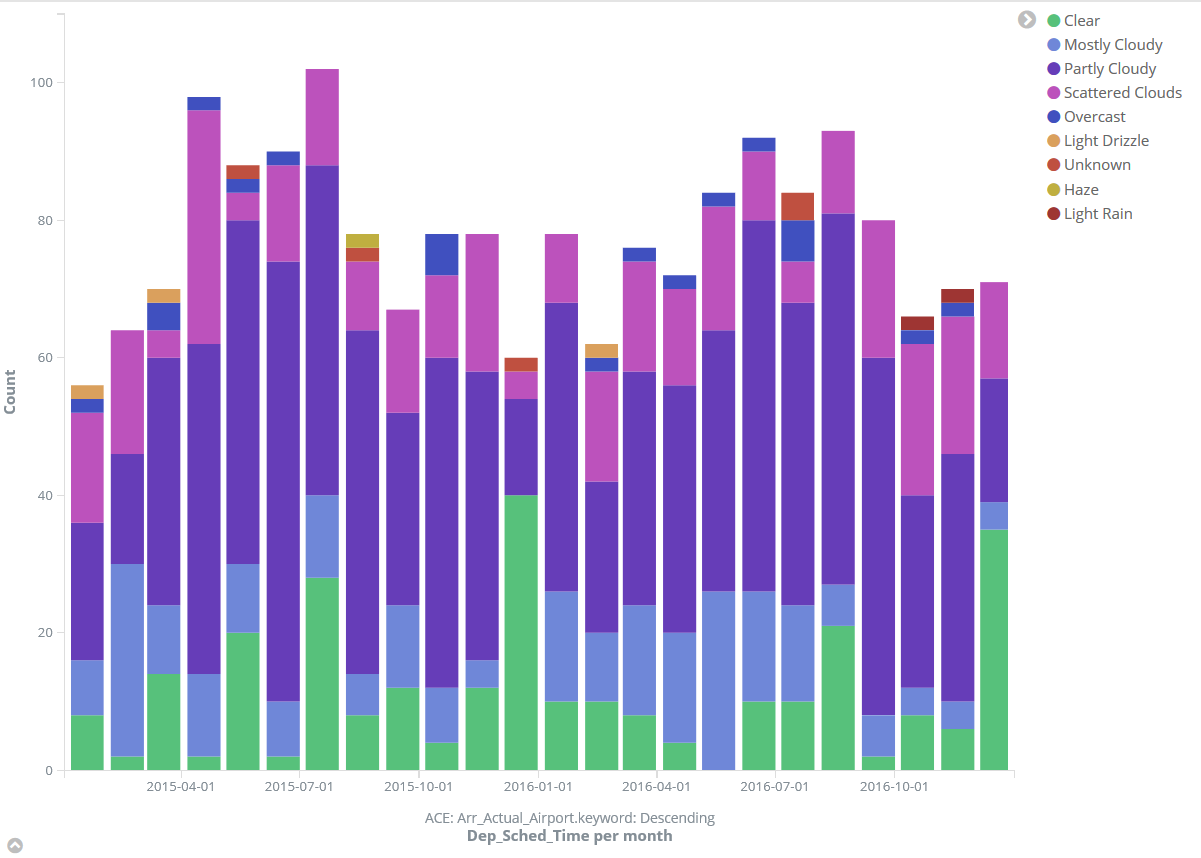 Clear
Mostly Cloudy
Partly Cloudy
Scattered Clouds
Overcast
Light Drizzle
Unknown
Haze
Light Rain
100
80
60
40
20
0
Count
2015-04-01 2015-07-01 2015-10-01 2016-01-01 2016-04-01 2016-07-01 2016-10-01
ACE: Arr_Actual_Airport.keyword: Descending
Dep_Sched_Time per month